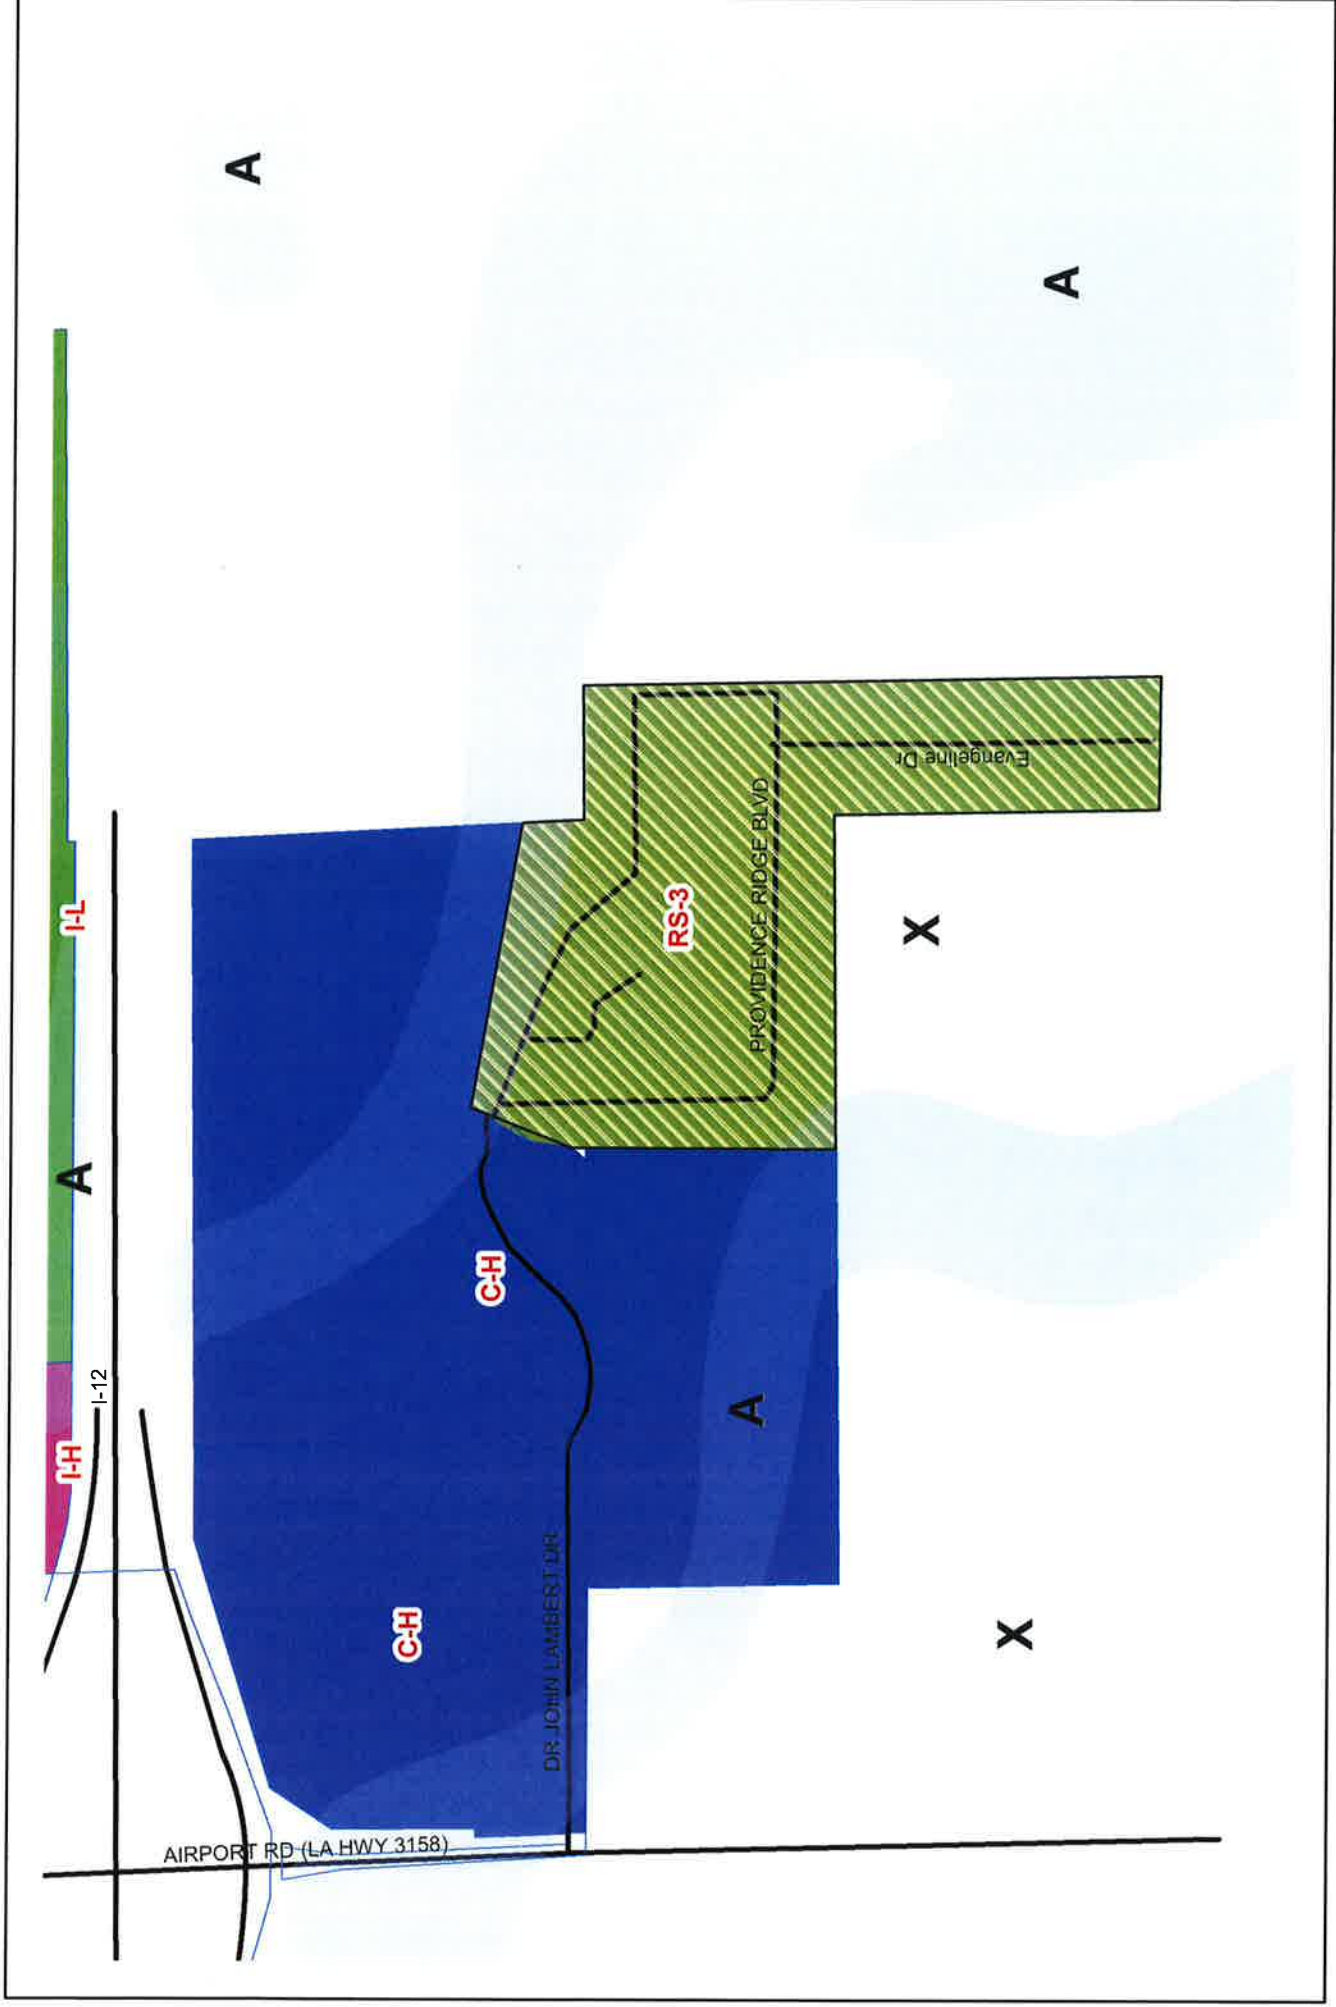 I-H
I-L
A
I-12
A
AIRPORT RD (LA HWY 3158)
C-H
C-H
DR JOHN LAMBERT DR
RS-3
A
PROVIDENCE RIDGE BLVD
X
Evangeline Dr
X
A